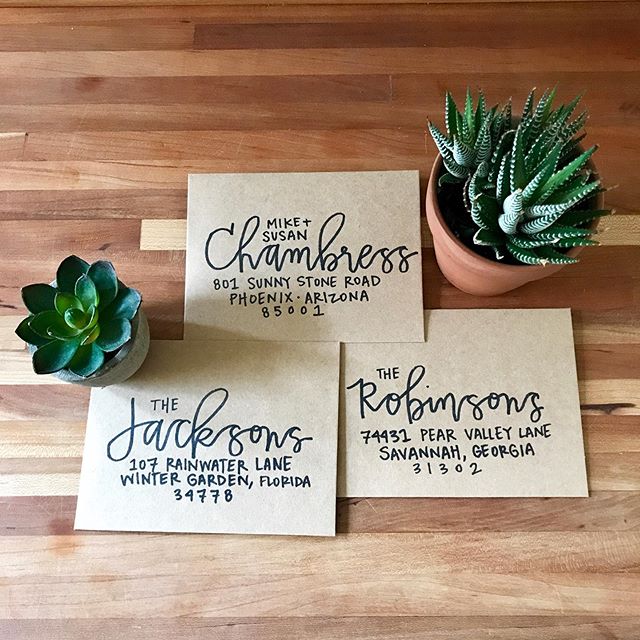 MIKE+
SUSAN
Chambress
801 SUNNY STONE ROAD
PHOENIX · ARIZONA
85001
THE
Jacksons
107 RAINWATER LANE
WINTER GARDEN, FLORIDA
34778
THE
Robinsons
74431 PEAR VALLEY LANE
SAVANNAH, GEORGIA
31302